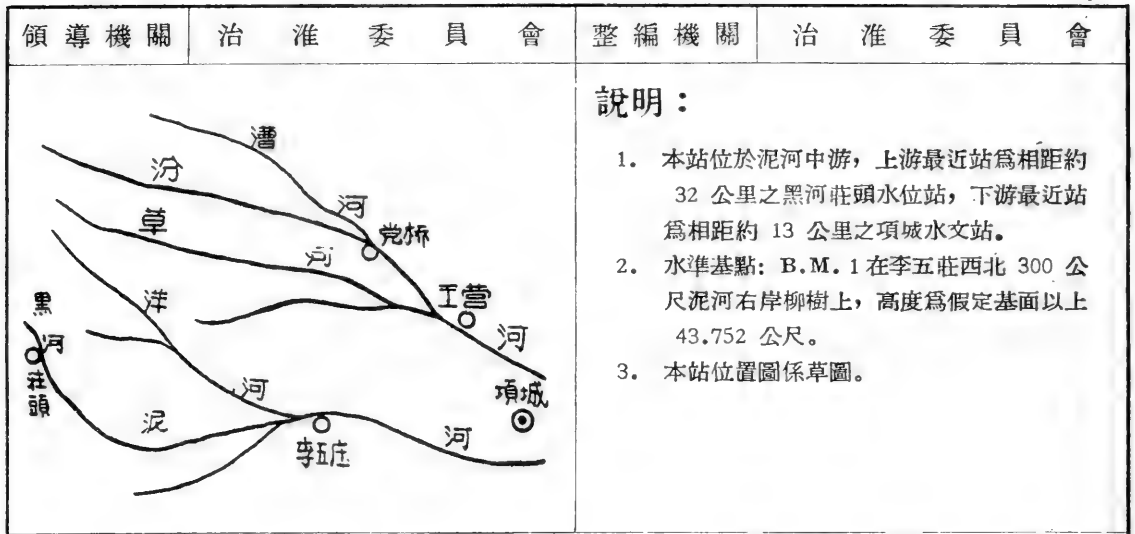 領導機關 治淮委員會 整編機關 治淮委員會
說明：
1. 本站位於泥河中游，上游最近站爲相距約
32 公里之黑河莊頭水位站，下游最近站
爲相距約 13 公里之項城水文站。
2. 水準基點：B.M.1 在李五莊西北 300 公
尺泥河右岸柳樹上，高度爲假定基面以上
43.752 公尺。
3. 本站位置圖係草圖。
漕河
汾河
党桥
草河
王营
洋河
黑河
莊頭
泥河
李五庄
項城